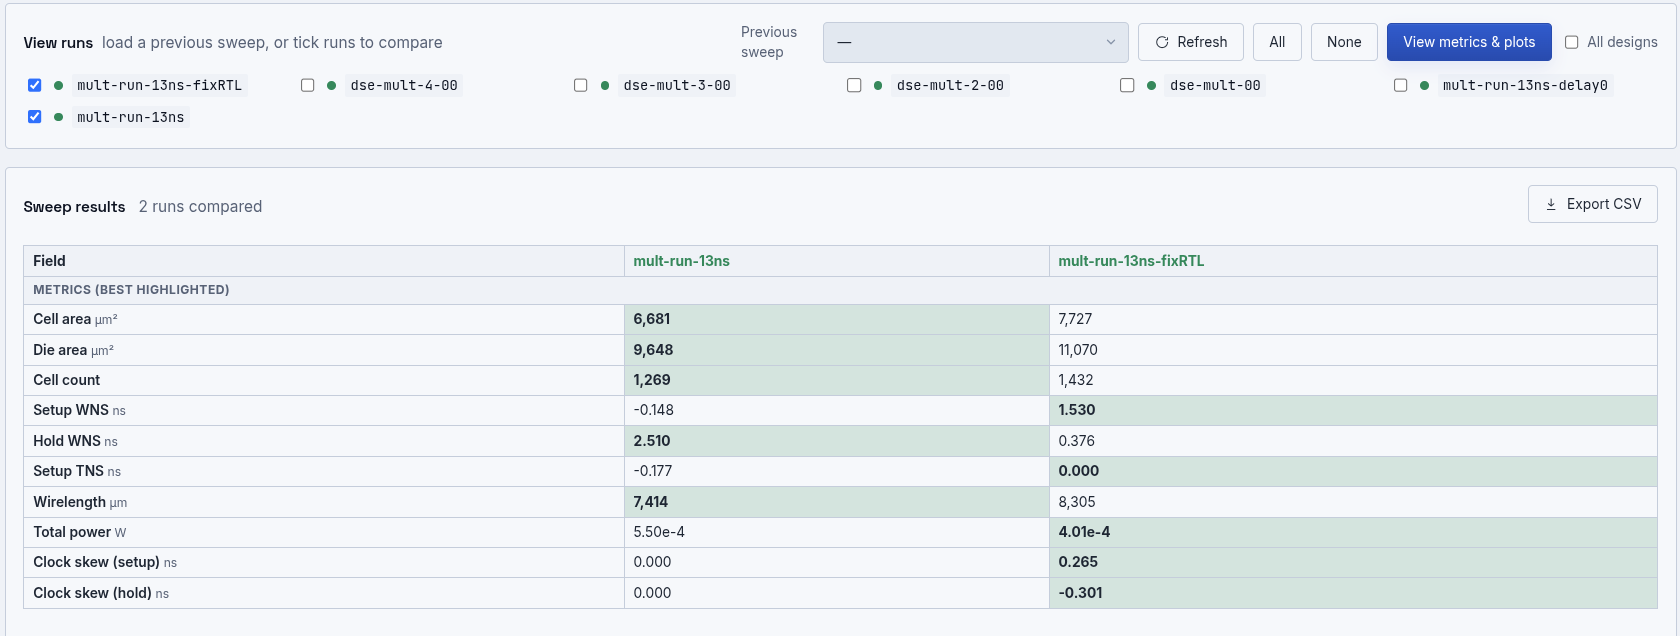 View runs load a previous sweep, or tick runs to compare
Previous sweep
—
Refresh
All
None
View metrics & plots
All designs
mult-run-13ns-fixRTL
dse-mult-4-00
dse-mult-3-00
dse-mult-2-00
dse-mult-00
mult-run-13ns-delay0
mult-run-13ns
Sweep results 2 runs compared
Export CSV
Field mult-run-13ns mult-run-13ns-fixRTL
METRICS (BEST HIGHLIGHTED)
Cell area µm² 6,681 7,727
Die area µm² 9,648 11,070
Cell count 1,269 1,432
Setup WNS ns -0.148 1.530
Hold WNS ns 2.510 0.376
Setup TNS ns -0.177 0.000
Wirelength µm 7,414 8,305
Total power W 5.50e-4 4.01e-4
Clock skew (setup) ns 0.000 0.265
Clock skew (hold) ns 0.000 -0.301